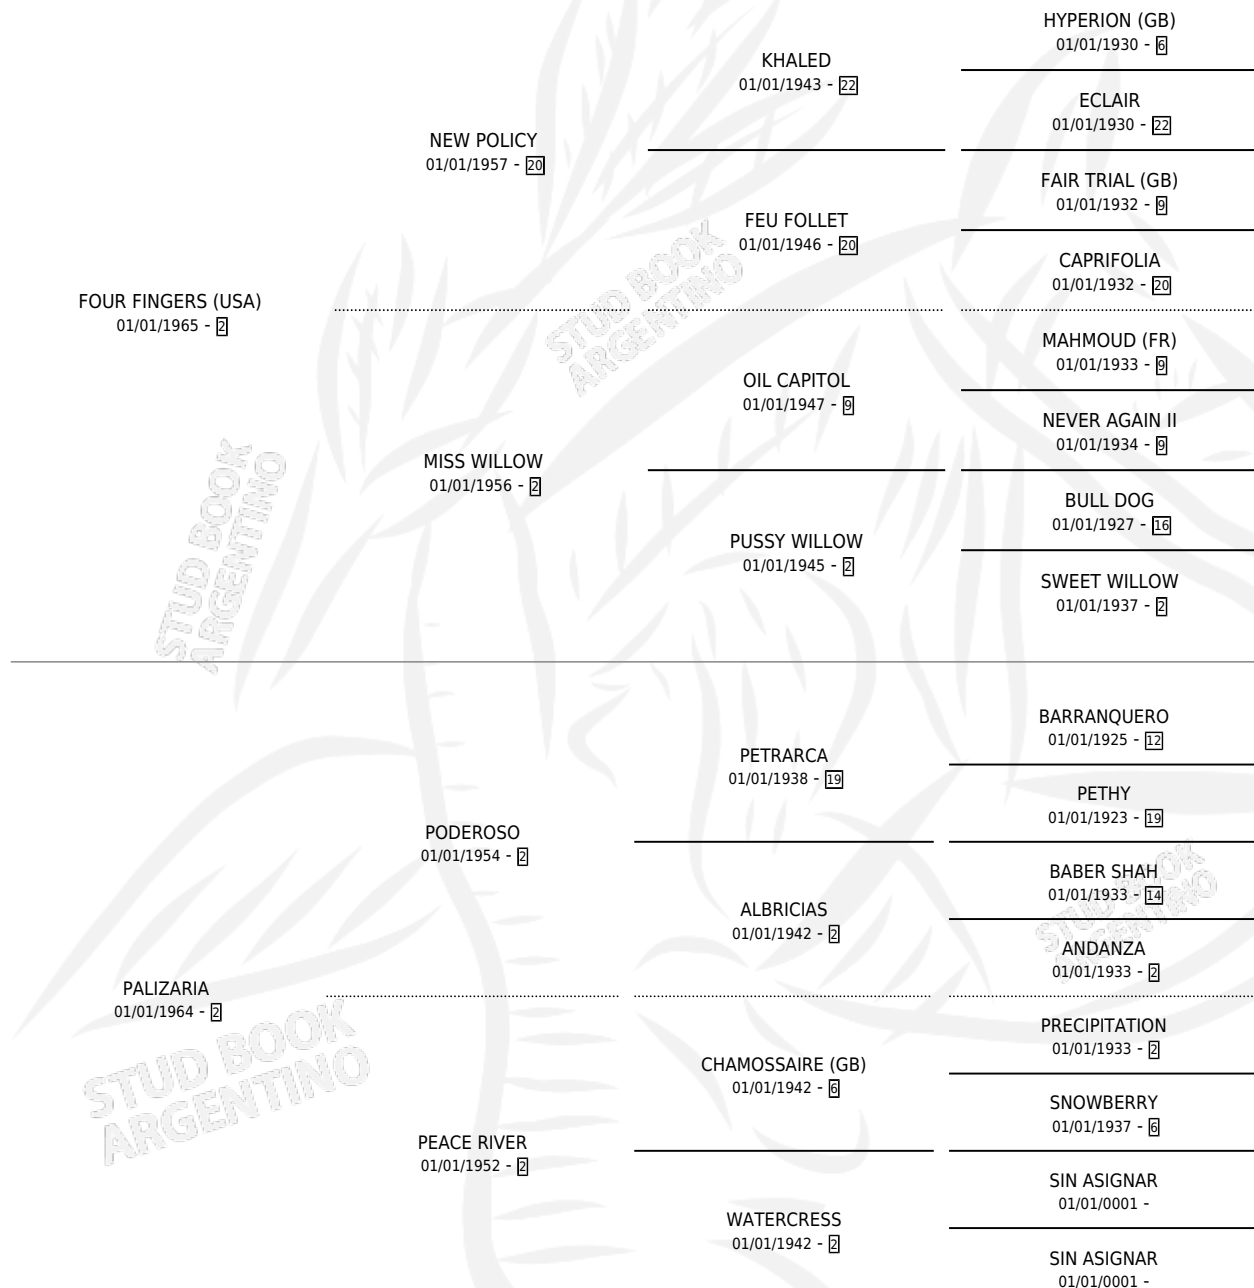 HYPERION (GB)
01/01/1930 - 6
KHALED
01/01/1943 - 22
ECLAIR
01/01/1930 - 22
NEW POLICY
01/01/1957 - 20
FAIR TRIAL (GB)
01/01/1932 - 9
FEU FOLLET
01/01/1946 - 20
CAPRIFOLIA
01/01/1932 - 20
FOUR FINGERS (USA)
01/01/1965 - 2
MAHMOUD (FR)
01/01/1933 - 9
OIL CAPITOL
01/01/1947 - 9
NEVER AGAIN II
01/01/1934 - 9
MISS WILLOW
01/01/1956 - 2
BULL DOG
01/01/1927 - 16
PUSSY WILLOW
01/01/1945 - 2
SWEET WILLOW
01/01/1937 - 2
BARRANQUERO
01/01/1925 - 12
PETRARCA
01/01/1938 - 19
PETHY
01/01/1923 - 19
PODEROSO
01/01/1954 - 2
BABER SHAH
01/01/1933 - 14
ALBRICIAS
01/01/1942 - 2
ANDANZA
01/01/1933 - 2
PALIZARIA
01/01/1964 - 2
PRECIPITATION
01/01/1933 - 2
CHAMOSSAIRE (GB)
01/01/1942 - 6
SNOWBERRY
01/01/1937 - 6
PEACE RIVER
01/01/1952 - 2
SIN ASIGNAR
01/01/0001 -
WATERCRESS
01/01/1942 - 2
SIN ASIGNAR
01/01/0001 -
STUD BOOK
ARGENTINO
STUD BOOK
ARGENTINO
STUD BOOK
ARGENTINO
STUD BOOK
ARGENTINO